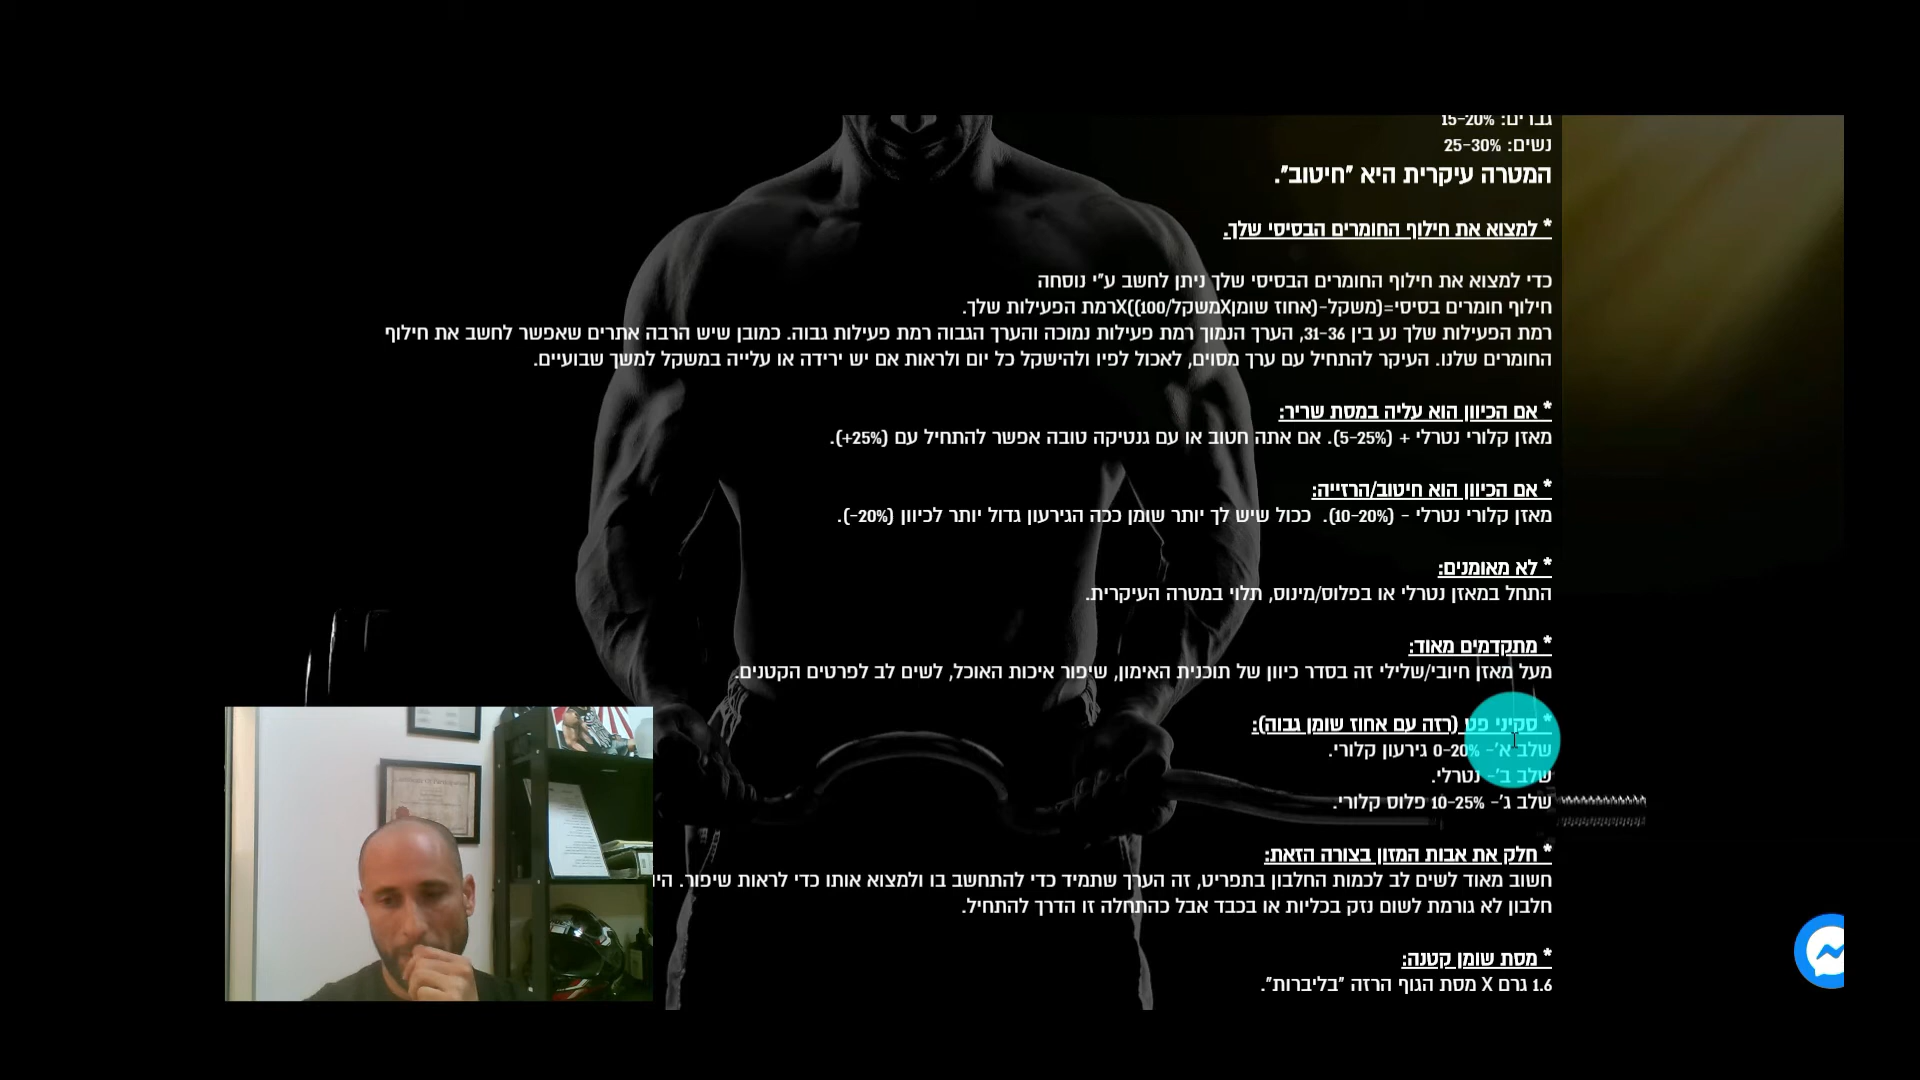 גברים: 15-20%
נשים: 25-30%
המטרה עיקרית היא "חיטוב".
* למצוא את חילוף החומרים הבסיסי שלך.
כדי למצוא את חילוף החומרים הבסיסי שלך ניתן לחשב ע"י נוסחה
חילוף חומרים בסיסי=(משקל-(אחוז שומןXמשקל/100))Xרמת הפעילות שלך.
רמת הפעילות שלך נע בין 31-36, הערך הנמוך רמת פעילות נמוכה והערך הגבוה רמת פעילות גבוה. כמובן שיש הרבה אתרים שאפשר לחשב את חילוף
החומרים שלנו. העיקר להתחיל עם ערך מסוים, לאכול לפיו ולהישקל כל יום ולראות אם יש ירידה או עלייה במשקל למשך שבועיים.
* אם הכיוון הוא עליה במסת שריר:
מאזן קלורי נטרלי + (5-25%). אם אתה חטוב או עם גנטיקה טובה אפשר להתחיל עם (25%+).
* אם הכיוון הוא חיטוב/הרזייה:
מאזן קלורי נטרלי - (10-20%). ככול שיש לך יותר שומן ככה הגירעון גדול יותר לכיוון (20%-).
* לא מאומנים:
התחל במאזן נטרלי או בפלוס/מינוס, תלוי במטרה העיקרית.
* מתקדמים מאוד:
מעל מאזן חיובי/שלילי זה בסדר כיוון של תוכנית האימון, שיפור איכות האוכל, לשים לב לפרטים הקטנים.
* סקיני פט (רזה עם אחוז שומן גבוה):
שלב א'- 0-20% גירעון קלורי.
שלב ב'- נטרלי.
שלב ג'- 10-25% פלוס קלורי.
* חלק את אבות המזון בצורה הזאת:
חשוב מאוד לשים לב לכמות החלבון בתפריט, זה הערך שתמיד כדי להתחשב בו ולמצוא אותו כדי לראות שיפור.
חלבון לא גורמת לשום נזק בכליות או בכבד אבל כהתחלה זו הדרך להתחיל.
* מסת שומן קטנה:
1.6 גרם X מסת הגוף הרזה "בליברות".